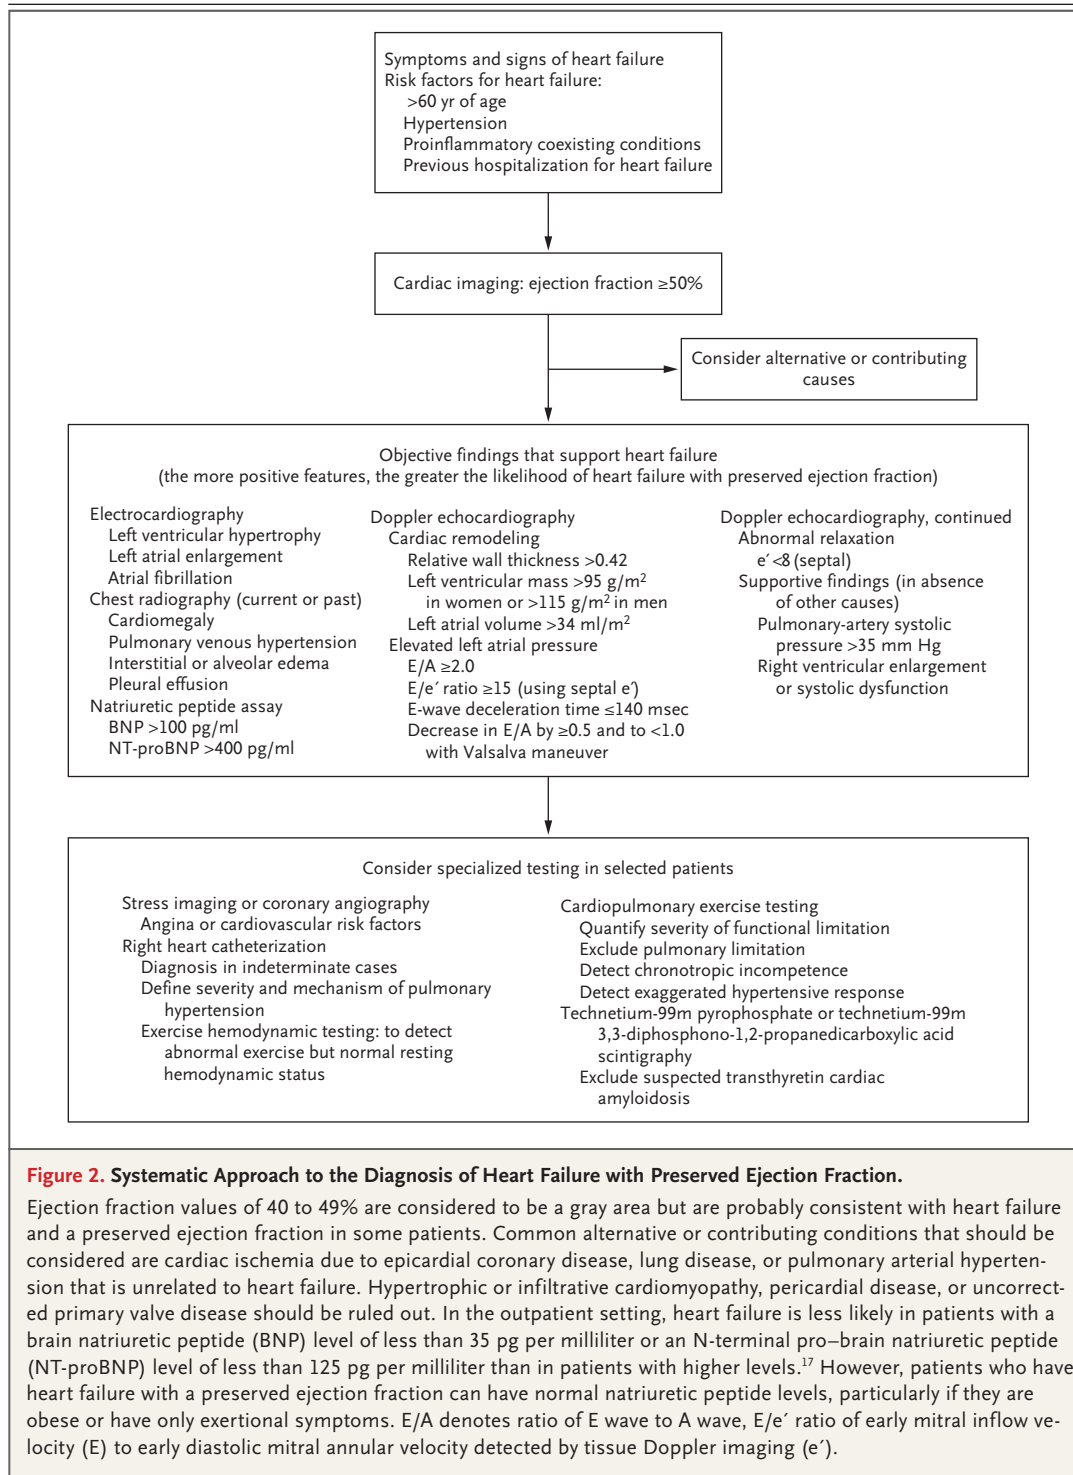 Symptoms and signs of heart failure
Risk factors for heart failure:
>60 yr of age
Hypertension
Proinflammatory coexisting conditions
Previous hospitalization for heart failure
Cardiac imaging: ejection fraction ≥50%
Consider alternative or contributing
causes
Objective findings that support heart failure
(the more positive features, the greater the likelihood of heart failure with preserved ejection fraction)
Electrocardiography
Left ventricular hypertrophy
Left atrial enlargement
Atrial fibrillation
Chest radiography (current or past)
Cardiomegaly
Pulmonary venous hypertension
Interstitial or alveolar edema
Pleural effusion
Natriuretic peptide assay
BNP >100 pg/ml
NT-proBNP >400 pg/ml
Doppler echocardiography
Cardiac remodeling
Relative wall thickness >0.42
Left ventricular mass >95 g/m²
in women or >115 g/m² in men
Left atrial volume >34 ml/m²
Elevated left atrial pressure
E/A ≥2.0
E/e′ ratio ≥15 (using septal e′)
E-wave deceleration time ≤140 msec
Decrease in E/A by ≥0.5 and to <1.0
with Valsalva maneuver
Doppler echocardiography, continued
Abnormal relaxation
e′ <8 (septal)
Supportive findings (in absence
of other causes)
Pulmonary-artery systolic
pressure >35 mm Hg
Right ventricular enlargement
or systolic dysfunction
Consider specialized testing in selected patients
Stress imaging or coronary angiography
Angina or cardiovascular risk factors
Right heart catheterization
Diagnosis in indeterminate cases
Define severity and mechanism of pulmonary
hypertension
Exercise hemodynamic testing: to detect
abnormal exercise but normal resting
hemodynamic status
Cardiopulmonary exercise testing
Quantify severity of functional limitation
Exclude pulmonary limitation
Detect chronotropic incompetence
Detect exaggerated hypertensive response
Technetium-99m pyrophosphate or technetium-99m
3,3-diphosphono-1,2-propanedicarboxylic acid
scintigraphy
Exclude suspected transthyretin cardiac
amyloidosis
Figure 2. Systematic Approach to the Diagnosis of Heart Failure with Preserved Ejection Fraction.
Ejection fraction values of 40 to 49% are considered to be a gray area but are probably consistent with heart failure
and a preserved ejection fraction in some patients. Common alternative or contributing conditions that should be
considered are cardiac ischemia due to epicardial coronary disease, lung disease, or pulmonary arterial hyperten-
sion that is unrelated to heart failure. Hypertrophic or infiltrative cardiomyopathy, pericardial disease, or uncorrect-
ed primary valve disease should be ruled out. In the outpatient setting, heart failure is less likely in patients with a
brain natriuretic peptide (BNP) level of less than 35 pg per milliliter or an N-terminal pro–brain natriuretic peptide
(NT-proBNP) level of less than 125 pg per milliliter than in patients with higher levels.¹⁷ However, patients who have
heart failure with a preserved ejection fraction can have normal natriuretic peptide levels, particularly if they are
obese or have only exertional symptoms. E/A denotes ratio of E wave to A wave, E/e′ ratio of early mitral inflow ve-
locity (E) to early diastolic mitral annular velocity detected by tissue Doppler imaging (e′).